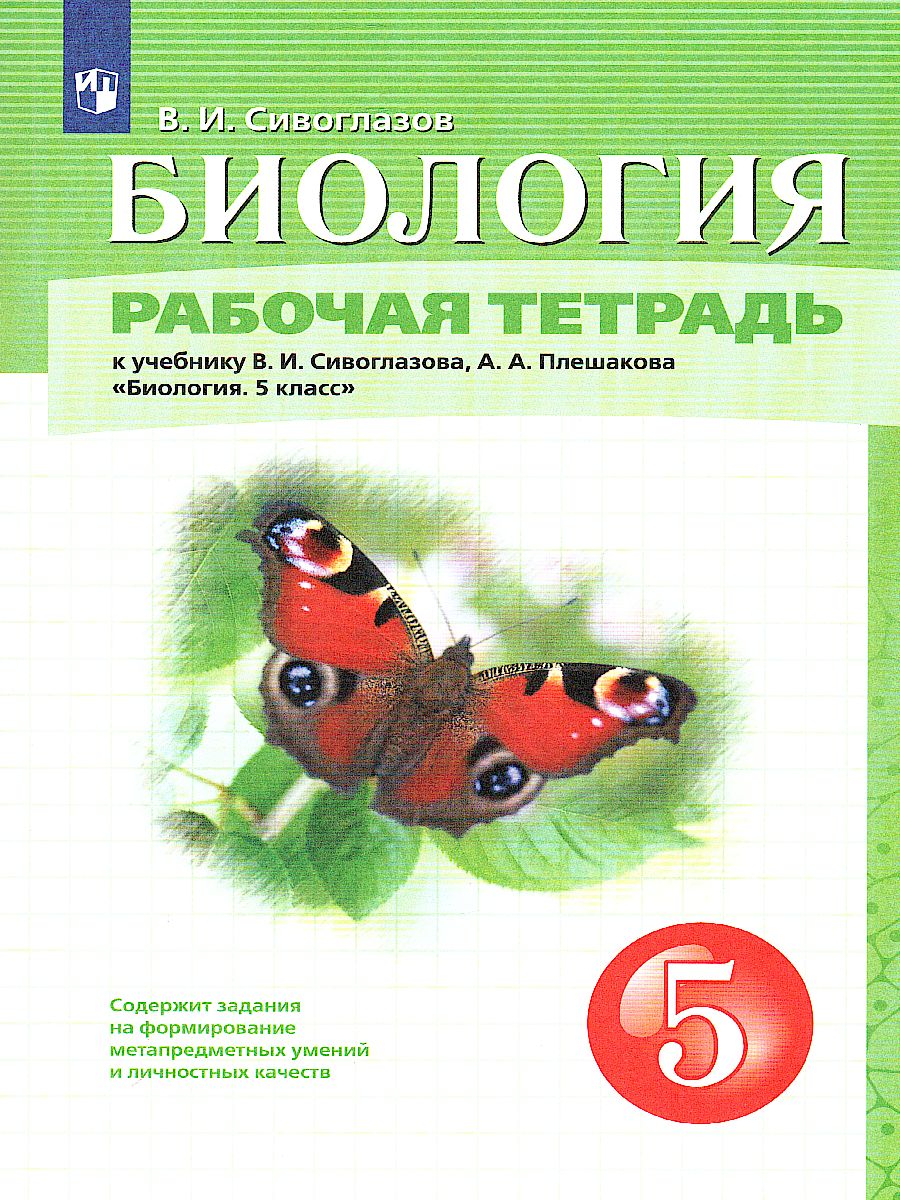 В. И. Сивоглазов
БИОЛОГИЯ
РАБОЧАЯ ТЕТРАДЬ
к учебнику В. И. Сивоглазова, А. А. Плешакова
«Биология. 5 класс»
Содержит задания
на формирование
метапредметных умений
и личностных качеств
5